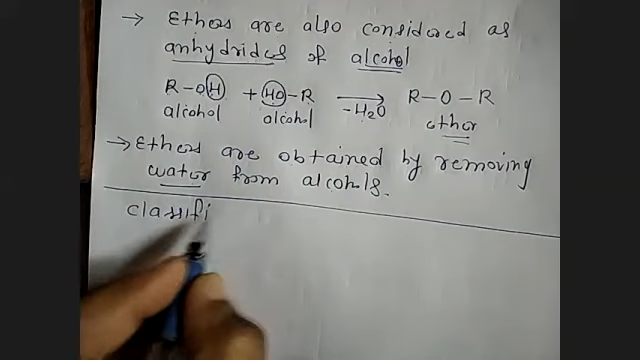 → Ethers are also considered as
anhydrides of alcohol
R-OH + HO-R → R-O-R
-H₂O
alcohol alcohol ether
→ Ethers are obtained by removing
water from alcohols.
classifi